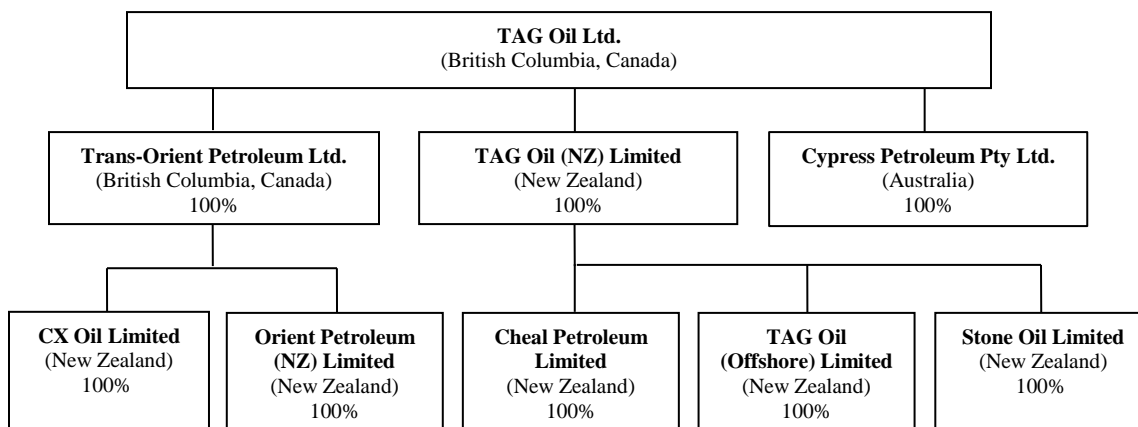 TAG Oil Ltd.
(British Columbia, Canada)
Trans-Orient Petroleum Ltd.
(British Columbia, Canada)
100%
TAG Oil (NZ) Limited
(New Zealand)
100%
Cypress Petroleum Pty Ltd.
(Australia)
100%
CX Oil Limited
(New Zealand)
100%
Orient Petroleum
(NZ) Limited
(New Zealand)
100%
Cheal Petroleum
Limited
(New Zealand)
100%
TAG Oil
(Offshore) Limited
(New Zealand)
100%
Stone Oil Limited
(New Zealand)
100%